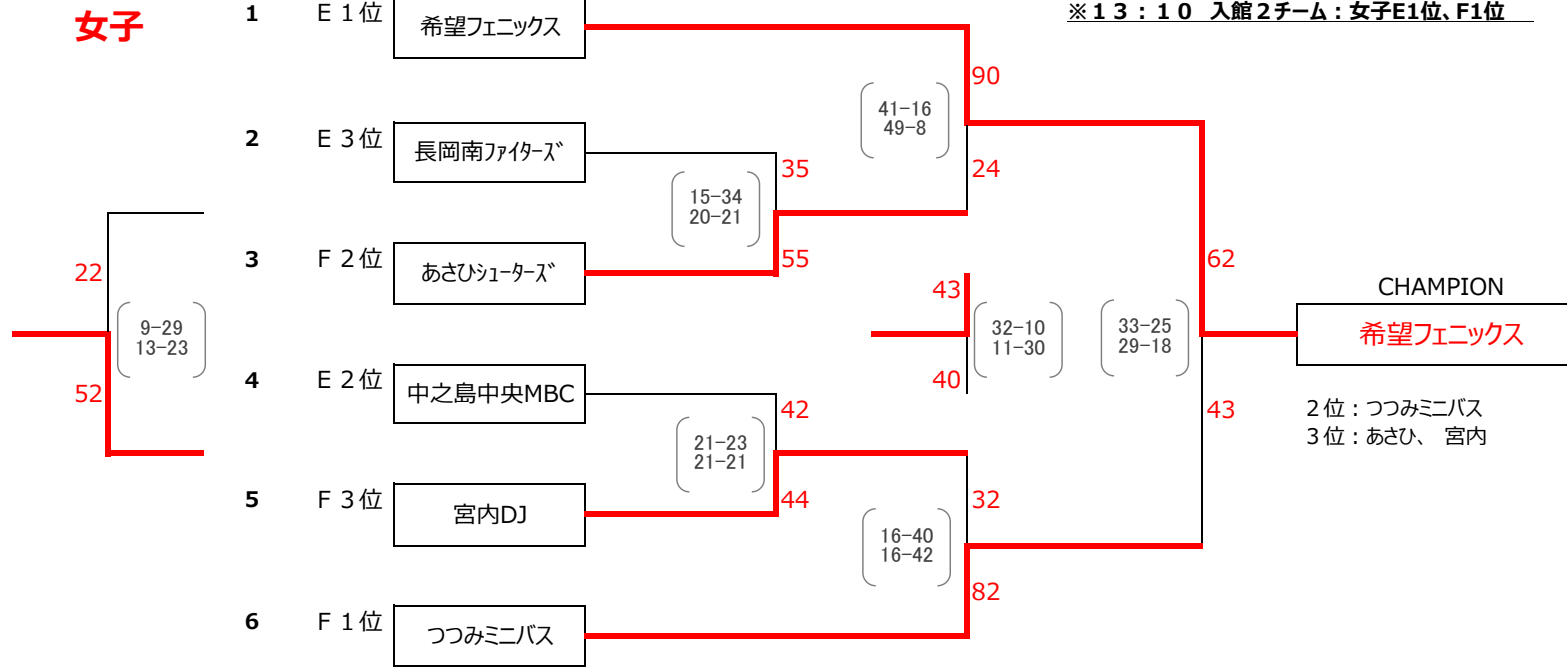 女子
※１３：１０　入館２チーム：女子E1位、F1位
1 Ｅ１位 希望フェニックス
90
41−16
49−8
2 Ｅ３位 長岡南ﾌｧｲﾀｰｽﾞ
35
24
15−34
20−21
3 Ｆ２位 あさひｼｭｰﾀｰｽﾞ
55
22
9−29
13−23
52
43
32−10
11−30
40
62
33−25
29−18
43
CHAMPION
希望フェニックス
２位：つつみミニバス
３位：あさひ、 宮内
4 Ｅ２位 中之島中央MBC
42
21−23
21−21
5 Ｆ３位 宮内DJ
44
32
16−40
16−42
82
6 Ｆ１位 つつみミニバス